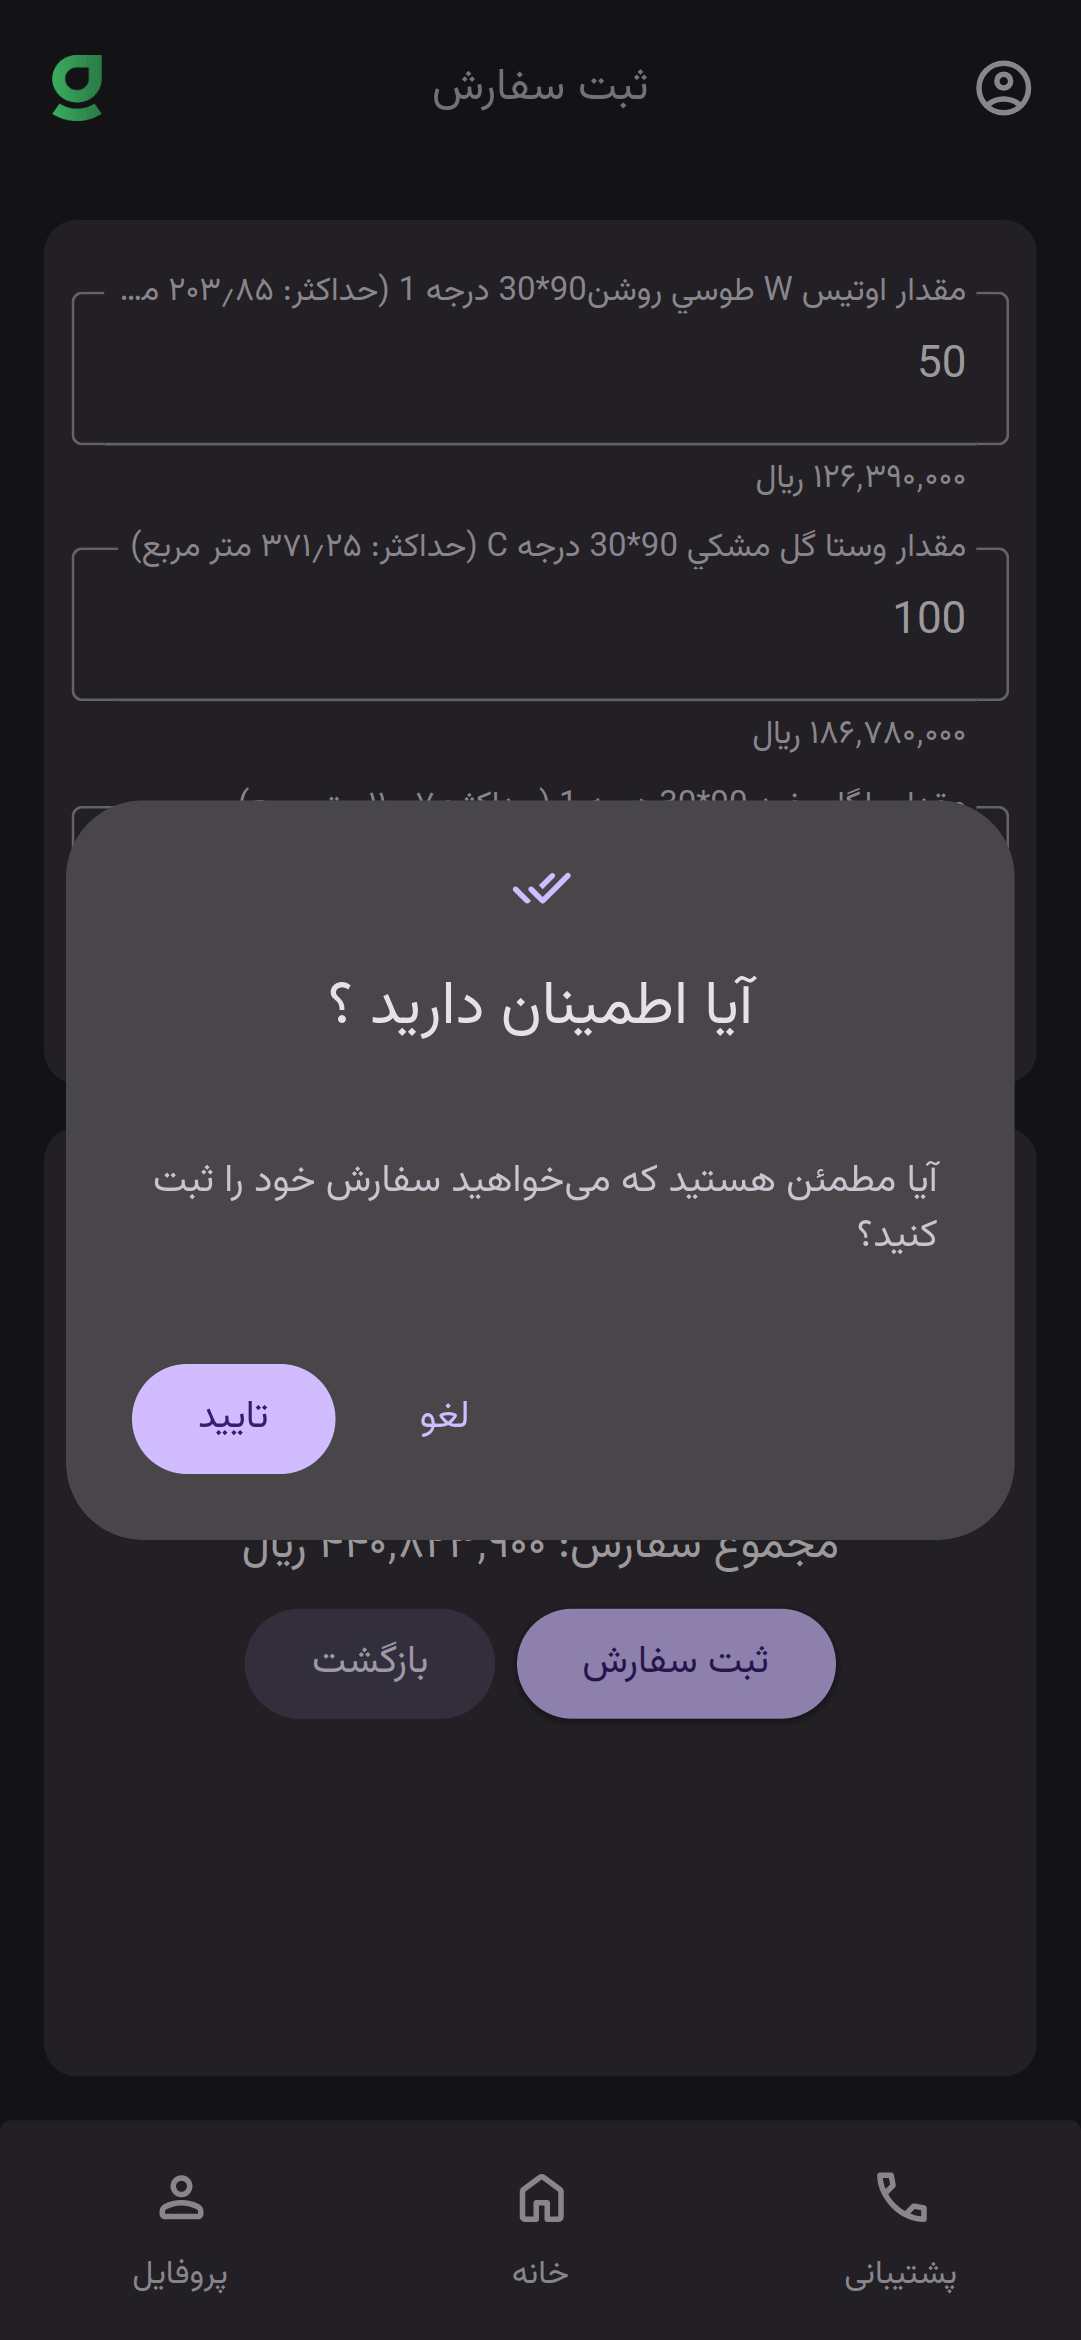 ثبت سفارش
مقدار اوتیس W طوسي روشن90*30 درجه 1 (حداکثر: ۲۰۳٫۸۵ م...
50
۱۲۶,۳۹۰,۰۰۰ ریال
مقدار وستا گل مشکي 90*30 درجه C (حداکثر: ۳۷۱٫۲۵ متر مربع)
100
۱۸۶,۷۸۰,۰۰۰ ریال
آیا اطمینان دارید ؟
آیا مطمئن هستید که می‌خواهید سفارش خود را ثبت
کنید؟
تایید
لغو
مجموع سفارش: ریال
ثبت سفارش
بازگشت
پشتیبانی
خانه
پروفایل